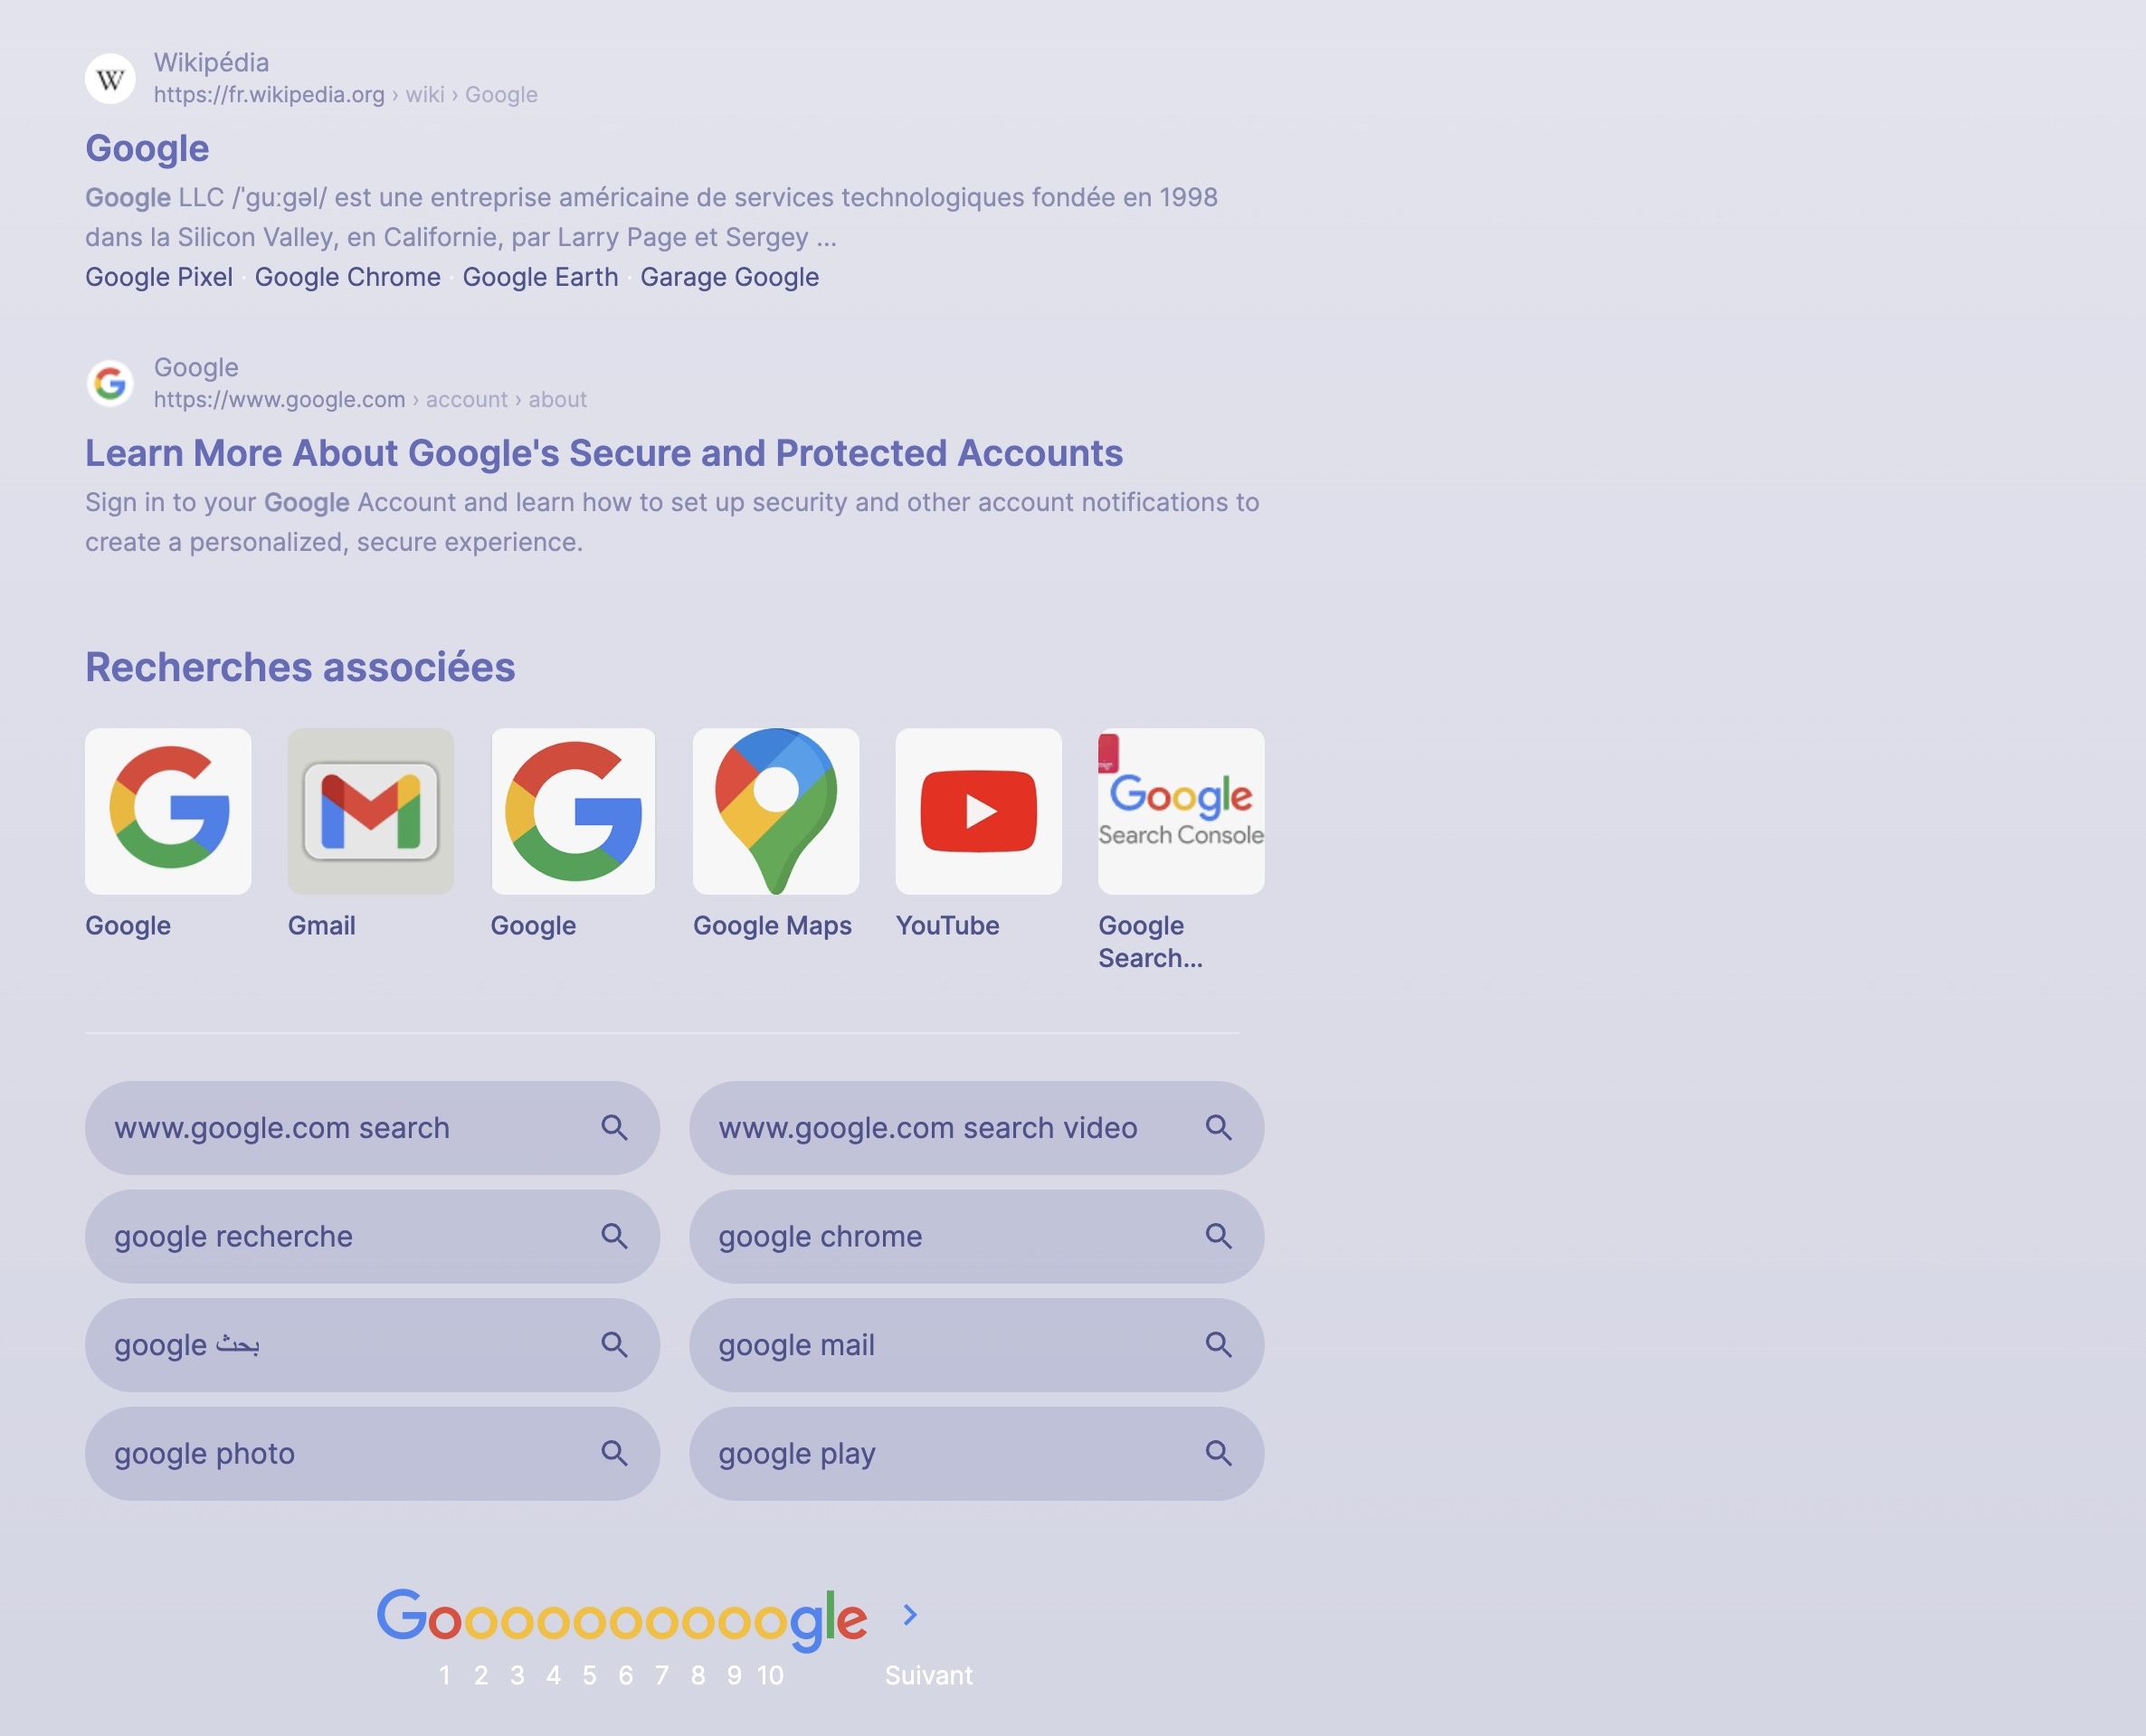 W
Wikipédia
https://fr.wikipedia.org › wiki › Google
Google
Google LLC /ˈɡuːɡəl/ est une entreprise américaine de services technologiques fondée en 1998
dans la Silicon Valley, en Californie, par Larry Page et Sergey ...
Google Pixel · Google Chrome · Google Earth · Garage Google
G
Google
https://www.google.com › account › about
Learn More About Google's Secure and Protected Accounts
Sign in to your Google Account and learn how to set up security and other account notifications to
create a personalized, secure experience.
Recherches associées
Google
Search Console
Google
Gmail
Google
Google Maps
YouTube
Google
Search...
www.google.com search
www.google.com search video
google recherche
google chrome
google بحث
google mail
google photo
google play
Goooooooooogle
1 2 3 4 5 6 7 8 9 10 Suivant